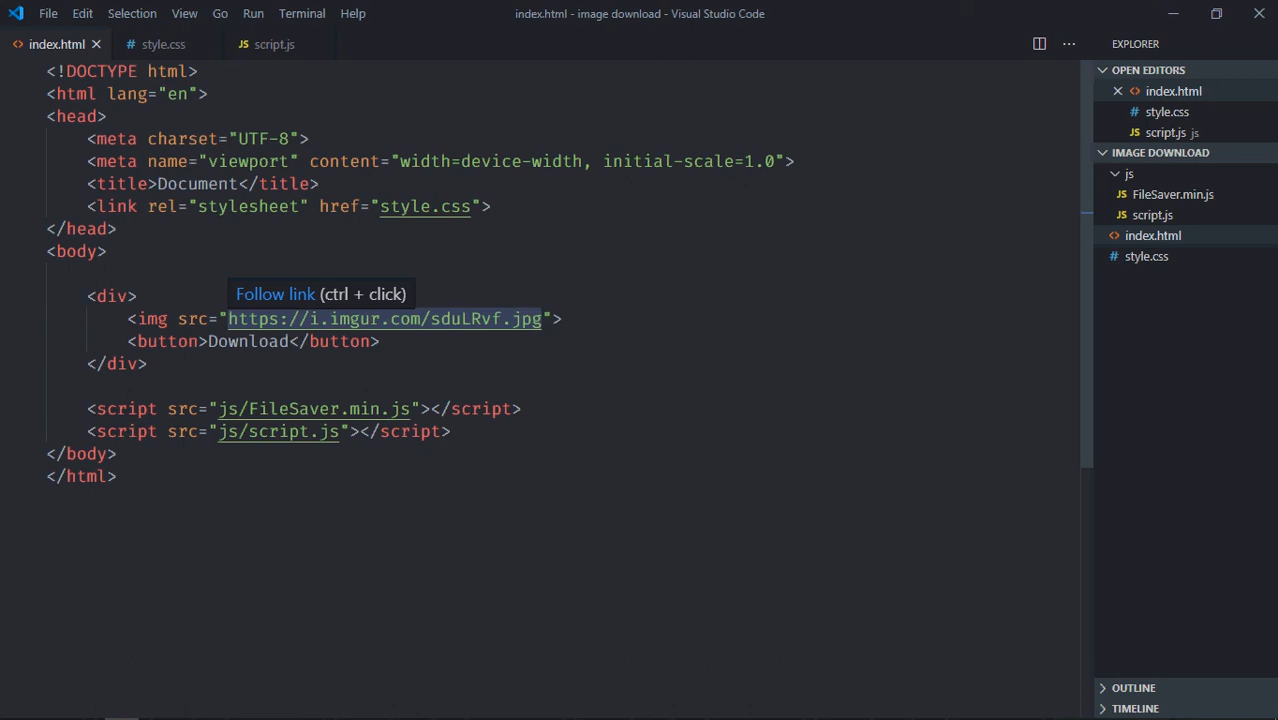 File Edit Selection View Go Run Terminal Help
index.html - image download - Visual Studio Code
<> index.html
# style.css
JS script.js
<!DOCTYPE html>
<html lang="en">
<head>
<meta charset="UTF-8">
<meta name="viewport" content="width=device-width, initial-scale=1.0">
<title>Document</title>
<link rel="stylesheet" href="style.css">
</head>
<body>
<div>
Follow link (ctrl + click)
<img src="https://i.imgur.com/sduLRvf.jpg">
<button>Download</button>
</div>
<script src="js/FileSaver.min.js"></script>
<script src="js/script.js"></script>
</body>
</html>
EXPLORER
OPEN EDITORS
<> index.html
# style.css
JS script.js js
IMAGE DOWNLOAD
js
JS FileSaver.min.js
JS script.js
<> index.html
# style.css
OUTLINE
TIMELINE